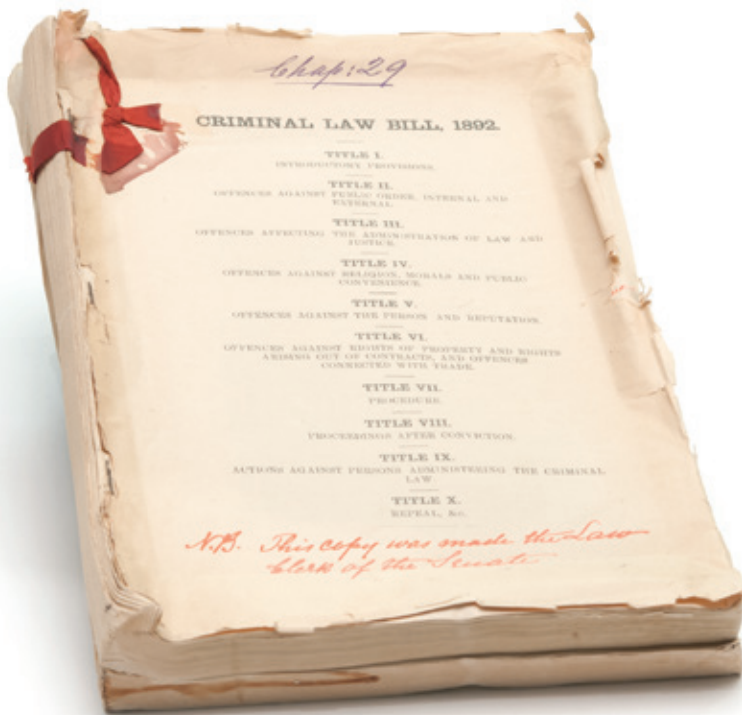 Chap: 29
CRIMINAL LAW BILL, 1892.
TITLE I.
INTRODUCTORY PROVISIONS.
TITLE II.
OFFENCES AGAINST PUBLIC ORDER, INTERNAL AND
EXTERNAL.
TITLE III.
OFFENCES AFFECTING THE ADMINISTRATION OF LAW AND
JUSTICE.
TITLE IV.
OFFENCES AGAINST RELIGION, MORALS AND PUBLIC
CONVENIENCE.
TITLE V.
OFFENCES AGAINST THE PERSON AND REPUTATION.
TITLE VI.
OFFENCES AGAINST RIGHTS OF PROPERTY AND RIGHTS
ARISING OUT OF CONTRACTS, AND OFFENCES
CONNECTED WITH TRADE.
TITLE VII.
PROCEDURE.
TITLE VIII.
PROCEEDINGS AFTER CONVICTION.
TITLE IX.
ACTIONS AGAINST PERSONS ADMINISTERING THE CRIMINAL
LAW.
TITLE X.
REPEAL, &c.
N.B. This copy was made the Law
Clerk of the Senate